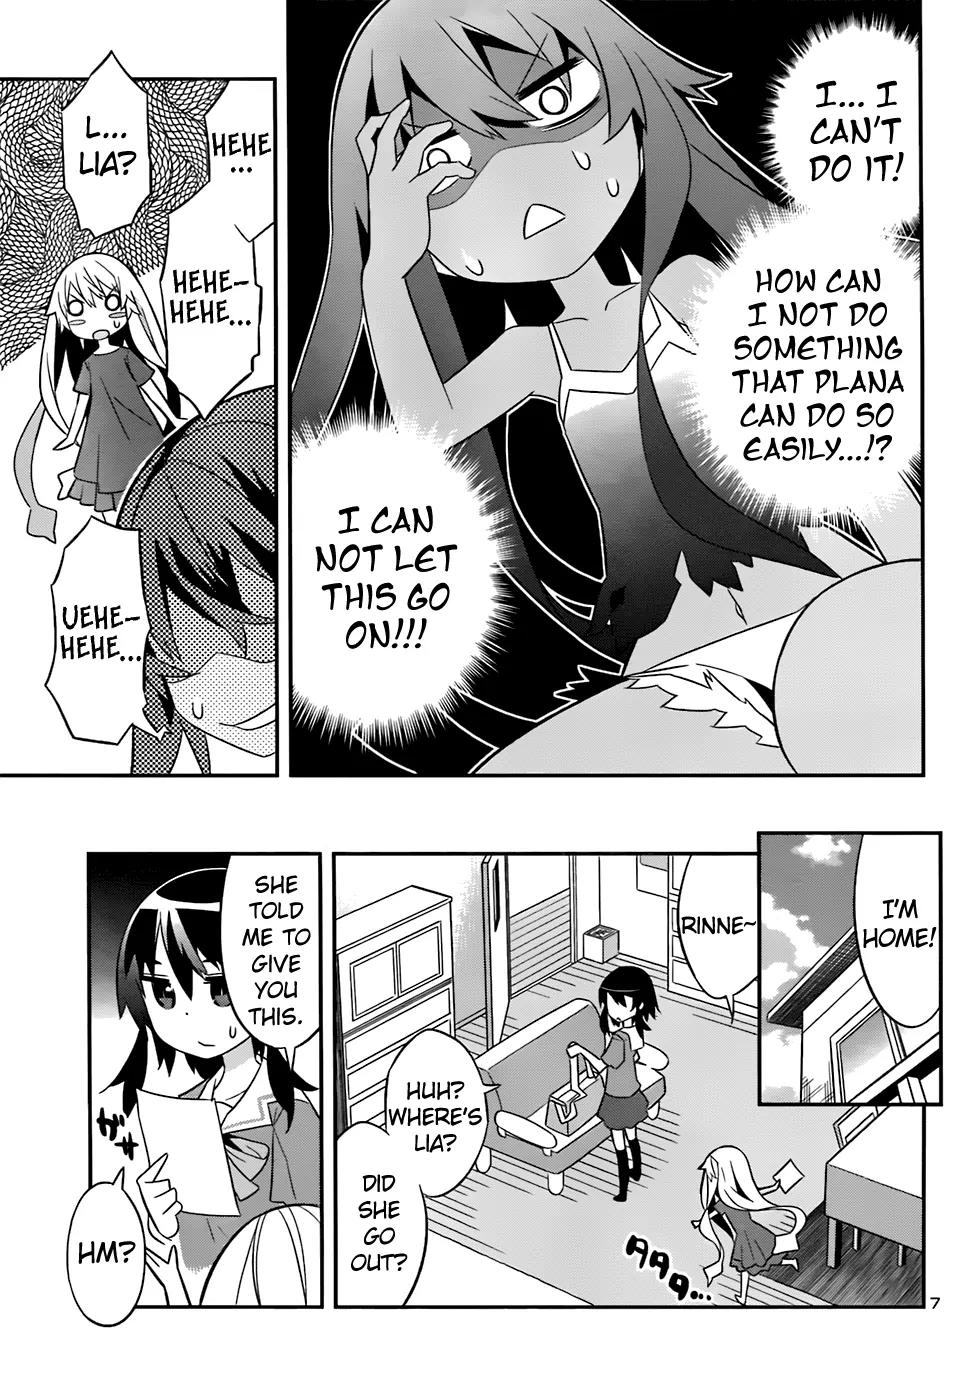 I... I
CAN'T
DO IT!
HOW CAN
I NOT DO
SOMETHING
THAT PLANA
CAN DO SO
EASILY...!?
I CAN
NOT LET
THIS GO
ON!!!
HEHE
...
L...
LIA?
HEHE-
HEHE...
UEHE-
HEHE...
I'M
HOME!
RINNE~
HUH?
WHERE'S
LIA?
DID
SHE
GO
OUT?
SHE
TOLD
ME TO
GIVE
YOU
THIS.
HM?
7